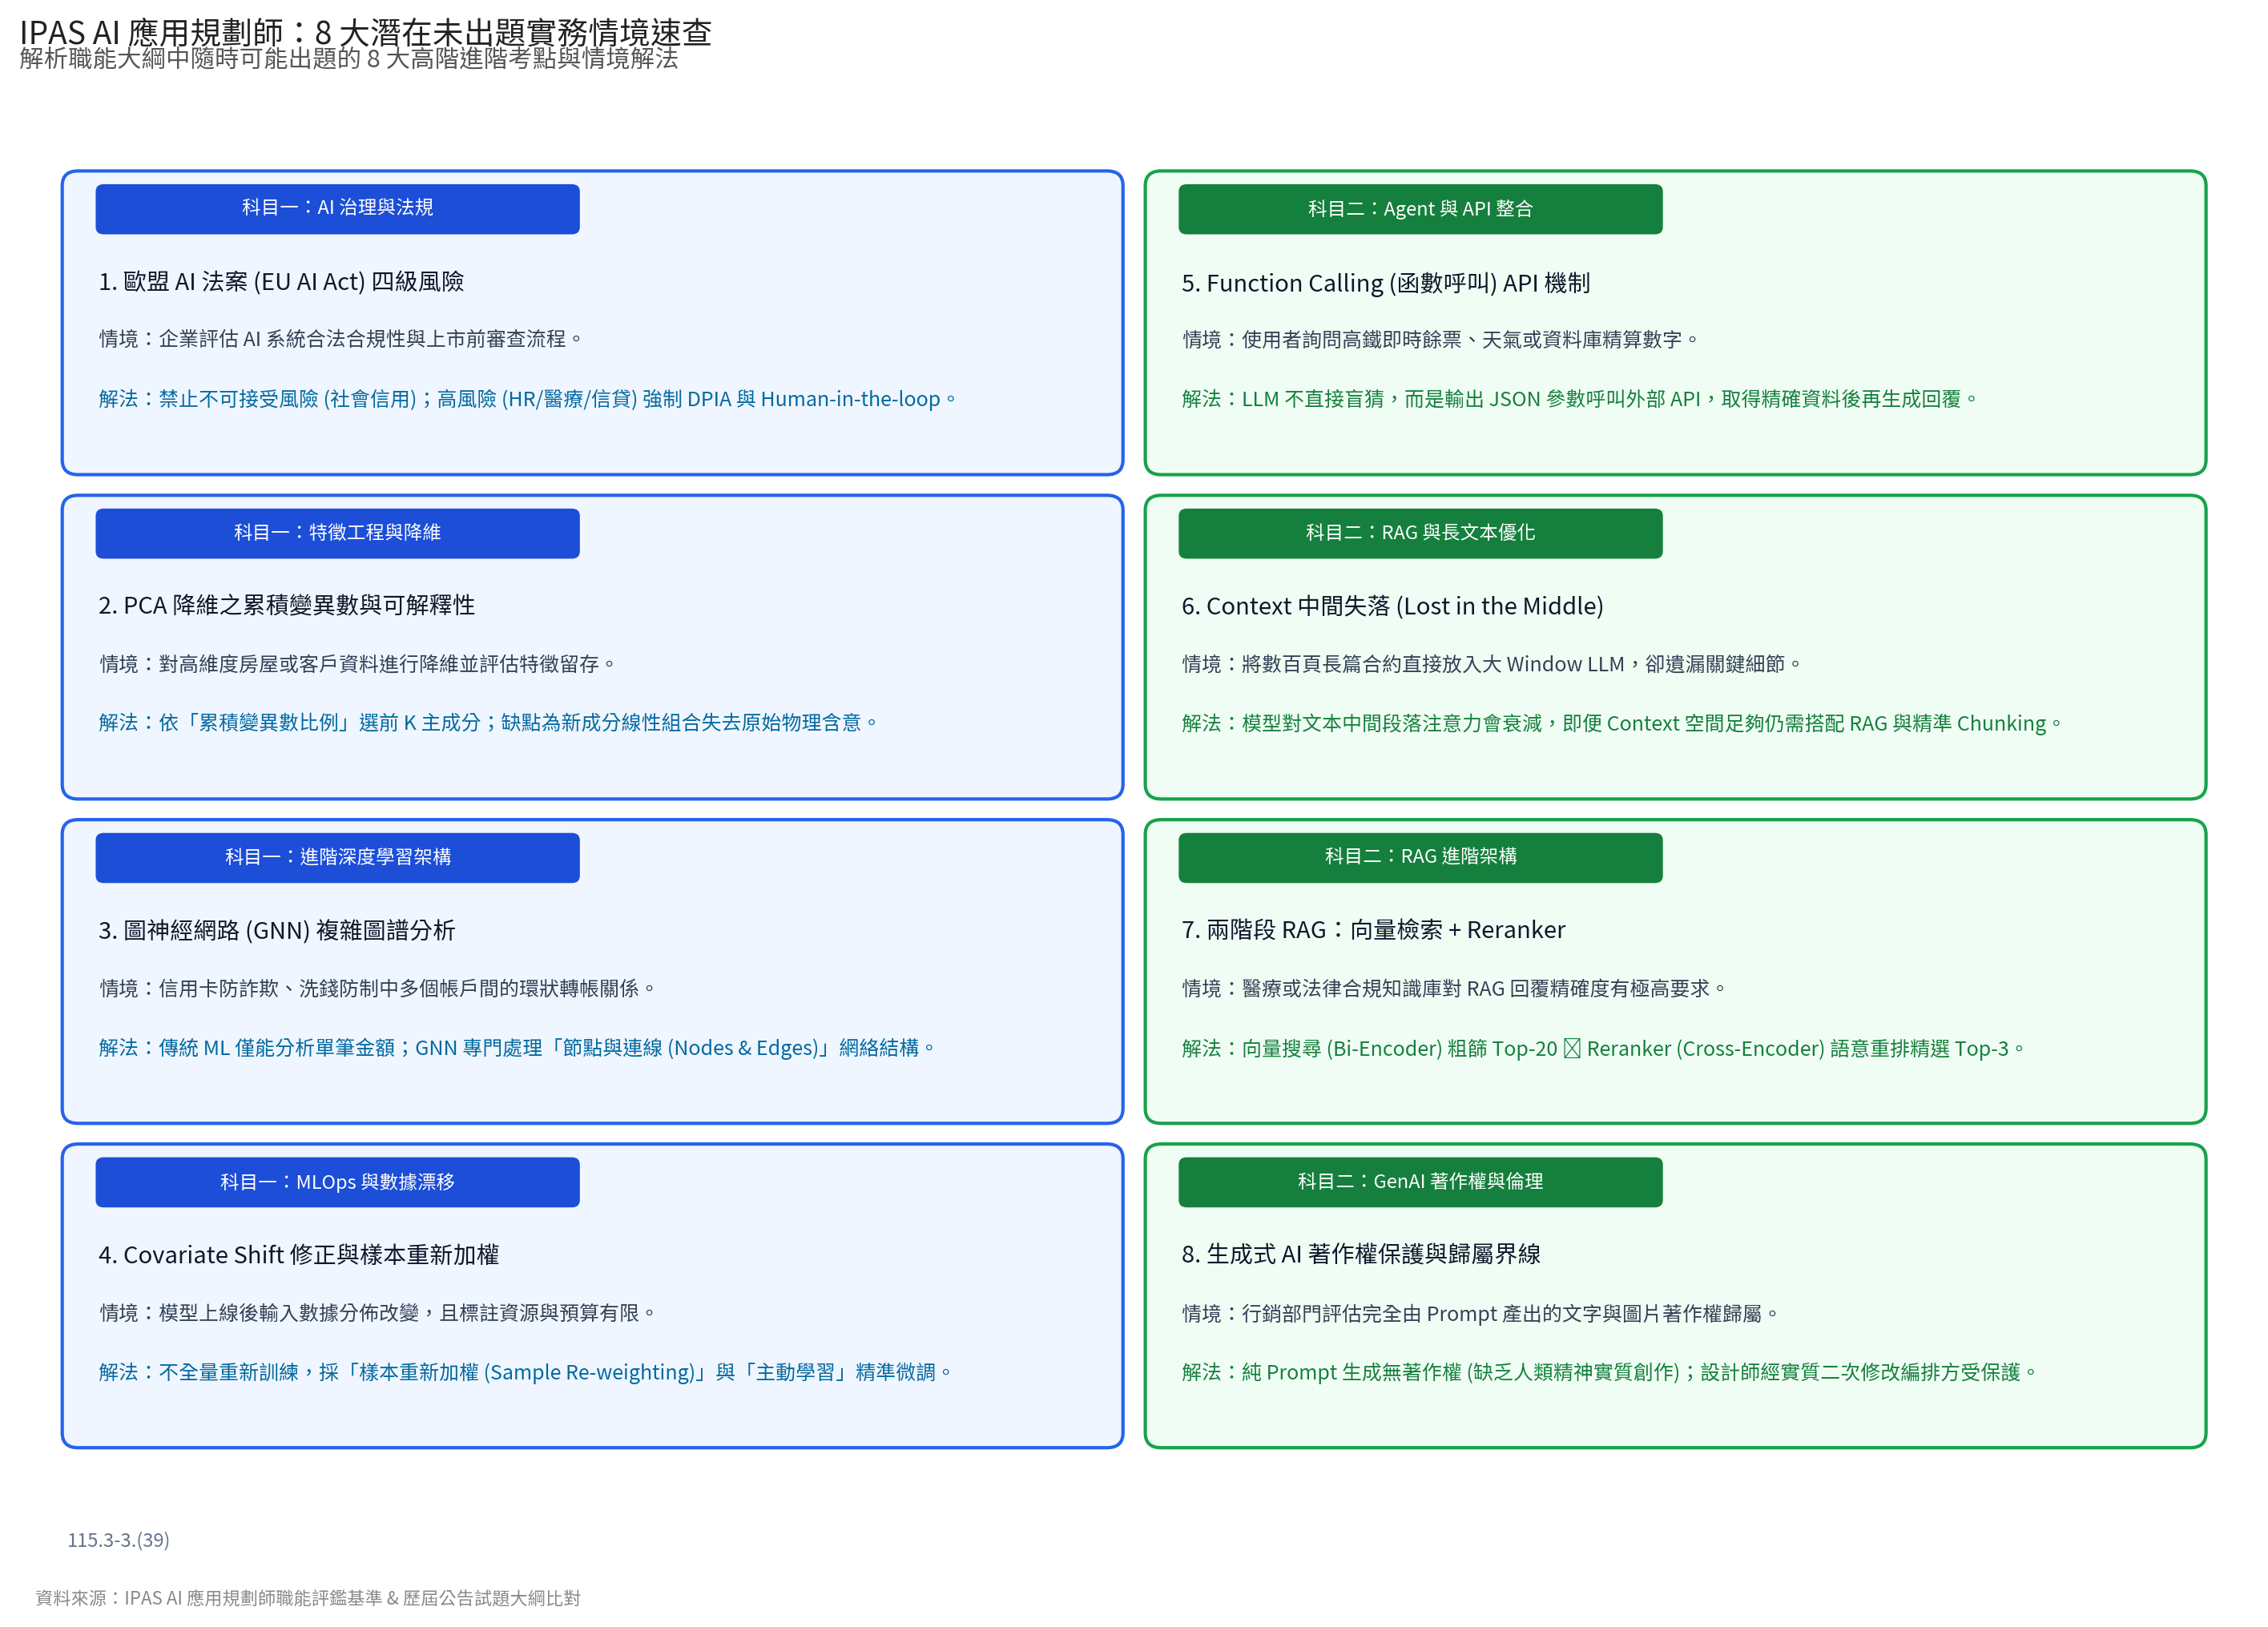 IPAS AI 應用規劃師：8 大潛在未出題實務情境速查
解析職能大綱中隨時可能出題的 8 大高階進階考點與情境解法
科目一：AI 治理與法規
1. 歐盟 AI 法案 (EU AI Act) 四級風險
情境：企業評估 AI 系統合法合規性與上市前審查流程。
解法：禁止不可接受風險 (社會信用)；高風險 (HR/醫療/信貸) 強制 DPIA 與 Human-in-the-loop。
科目一：特徵工程與降維
2. PCA 降維之累積變異數與可解釋性
情境：對高維度房屋或客戶資料進行降維並評估特徵留存。
解法：依「累積變異數比例」選前 K 主成分；缺點為新成分線性組合失去原始物理含意。
科目一：進階深度學習架構
3. 圖神經網路 (GNN) 複雜圖譜分析
情境：信用卡防詐欺、洗錢防制中多個帳戶間的環狀轉帳關係。
解法：傳統 ML 僅能分析單筆金額；GNN 專門處理「節點與連線 (Nodes & Edges)」網絡結構。
科目一：MLOps 與數據漂移
4. Covariate Shift 修正與樣本重新加權
情境：模型上線後輸入數據分佈改變，且標註資源與預算有限。
解法：不全量重新訓練，採「樣本重新加權 (Sample Re-weighting)」與「主動學習」精準微調。
科目二：Agent 與 API 整合
5. Function Calling (函數呼叫) API 機制
情境：使用者詢問高鐵即時餘票、天氣或資料庫精算數字。
解法：LLM 不直接盲猜，而是輸出 JSON 參數呼叫外部 API，取得精確資料後再生成回覆。
科目二：RAG 與長文本優化
6. Context 中間失落 (Lost in the Middle)
情境：將數百頁長篇合約直接放入大 Window LLM，卻遺漏關鍵細節。
解法：模型對文本中間段落注意力會衰減，即便 Context 空間足夠仍需搭配 RAG 與精準 Chunking。
科目二：RAG 進階架構
7. 兩階段 RAG：向量檢索 + Reranker
情境：醫療或法律合規知識庫對 RAG 回覆精確度有極高要求。
解法：向量搜尋 (Bi-Encoder) 粗篩 Top-20 Reranker (Cross-Encoder) 語意重排精選 Top-3。
科目二：GenAI 著作權與倫理
8. 生成式 AI 著作權保護與歸屬界線
情境：行銷部門評估完全由 Prompt 產出的文字與圖片著作權歸屬。
解法：純 Prompt 生成無著作權 (缺乏人類精神實質創作)；設計師經實質二次修改編排方受保護。
115.3-3.(39)
資料來源：IPAS AI 應用規劃師職能評鑑基準 & 歷屆公告試題大綱比對